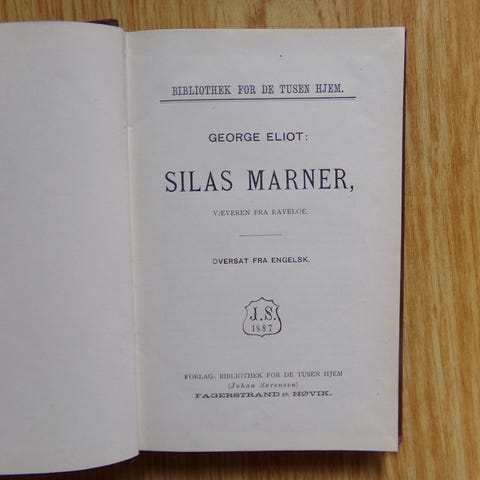 BIBLIOTHEK FOR DE TUSEN HJEM.
GEORGE ELIOT:
SILAS MARNER,
VÆVEREN FRA RAVELOE.
OVERSAT FRA ENGELSK.
J.S.
1887
FORLAG: BIBLIOTHEK FOR DE TUSEN HJEM
(Johan Sørensen)
FAGERSTRAND pr. HØVIK.